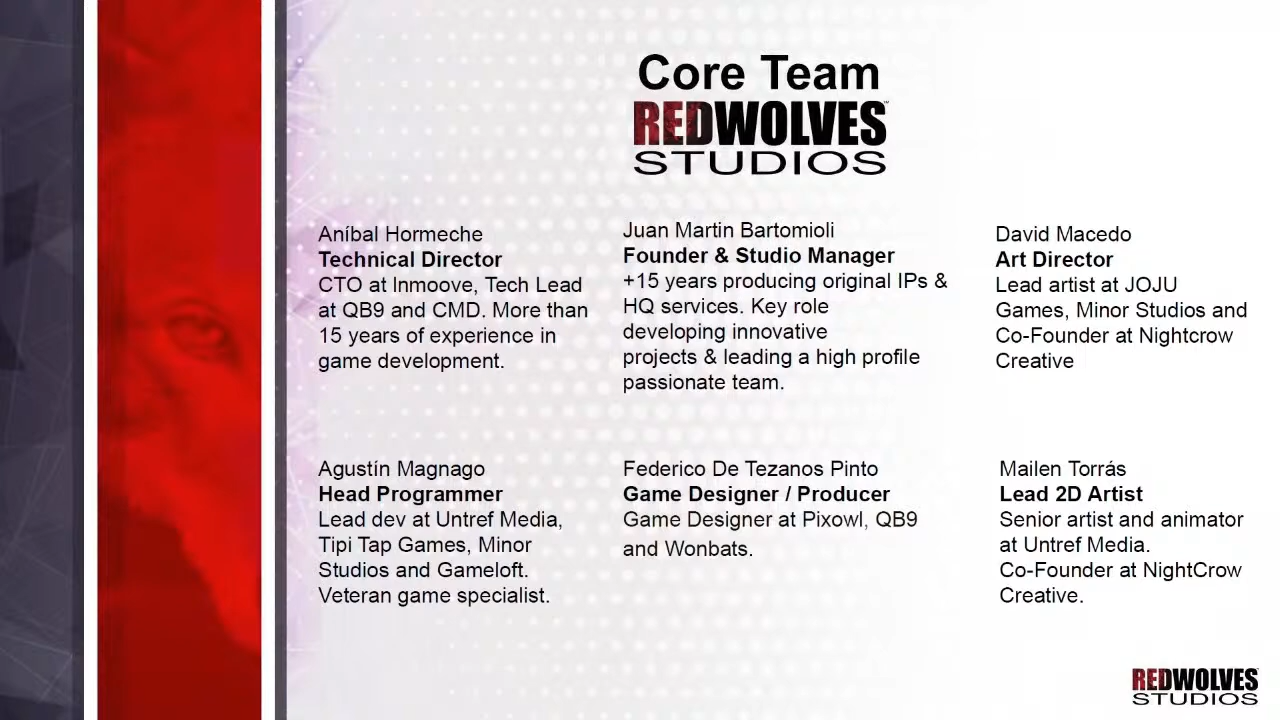 Core Team
REDWOLVES™
STUDIOS
Aníbal Hormeche
Technical Director
CTO at Inmoove, Tech Lead
at QB9 and CMD. More than
15 years of experience in
game development.
Juan Martin Bartomioli
Founder & Studio Manager
+15 years producing original IPs &
HQ services. Key role
developing innovative
projects & leading a high profile
passionate team.
David Macedo
Art Director
Lead artist at JOJU
Games, Minor Studios and
Co-Founder at Nightcrow
Creative
Agustín Magnago
Head Programmer
Lead dev at Untref Media,
Tipi Tap Games, Minor
Studios and Gameloft.
Veteran game specialist.
Federico De Tezanos Pinto
Game Designer / Producer
Game Designer at Pixowl, QB9
and Wonbats.
Mailen Torrás
Lead 2D Artist
Senior artist and animator
at Untref Media.
Co-Founder at NightCrow
Creative.
REDWOLVES™
STUDIOS